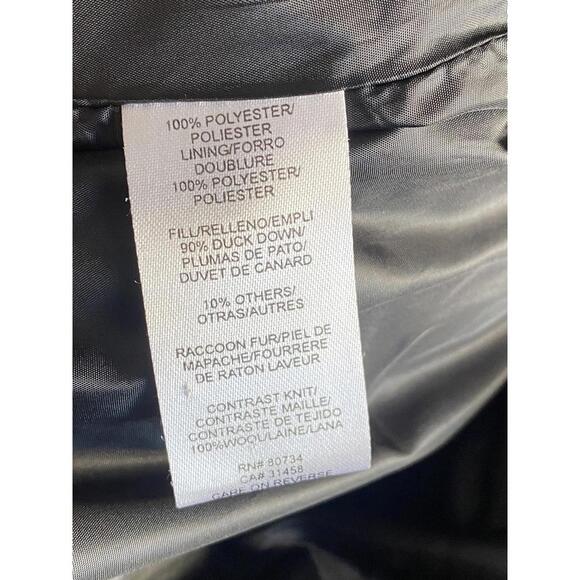 100% POLYESTER/
POLIESTER
LINING/FORRO
DOUBLURE
100% POLYESTER/
POLIESTER
FILL/RELLENO/EMPLI
90% DUCK DOWN/
PLUMAS DE PATO/
DUVET DE CANARD
10% OTHERS/
OTRAS/AUTRES
RACCOON FUR/PIEL DE
MAPACHE/FOURRERE
DE RATON LAVEUR
CONTRAST KNIT/
CONTRASTE MAILLE/
CONTRASTE DE TEJIDO
100%WOOL/LAINE/LANA
RN# 80734
CA# 31458
CARE ON REVERSE